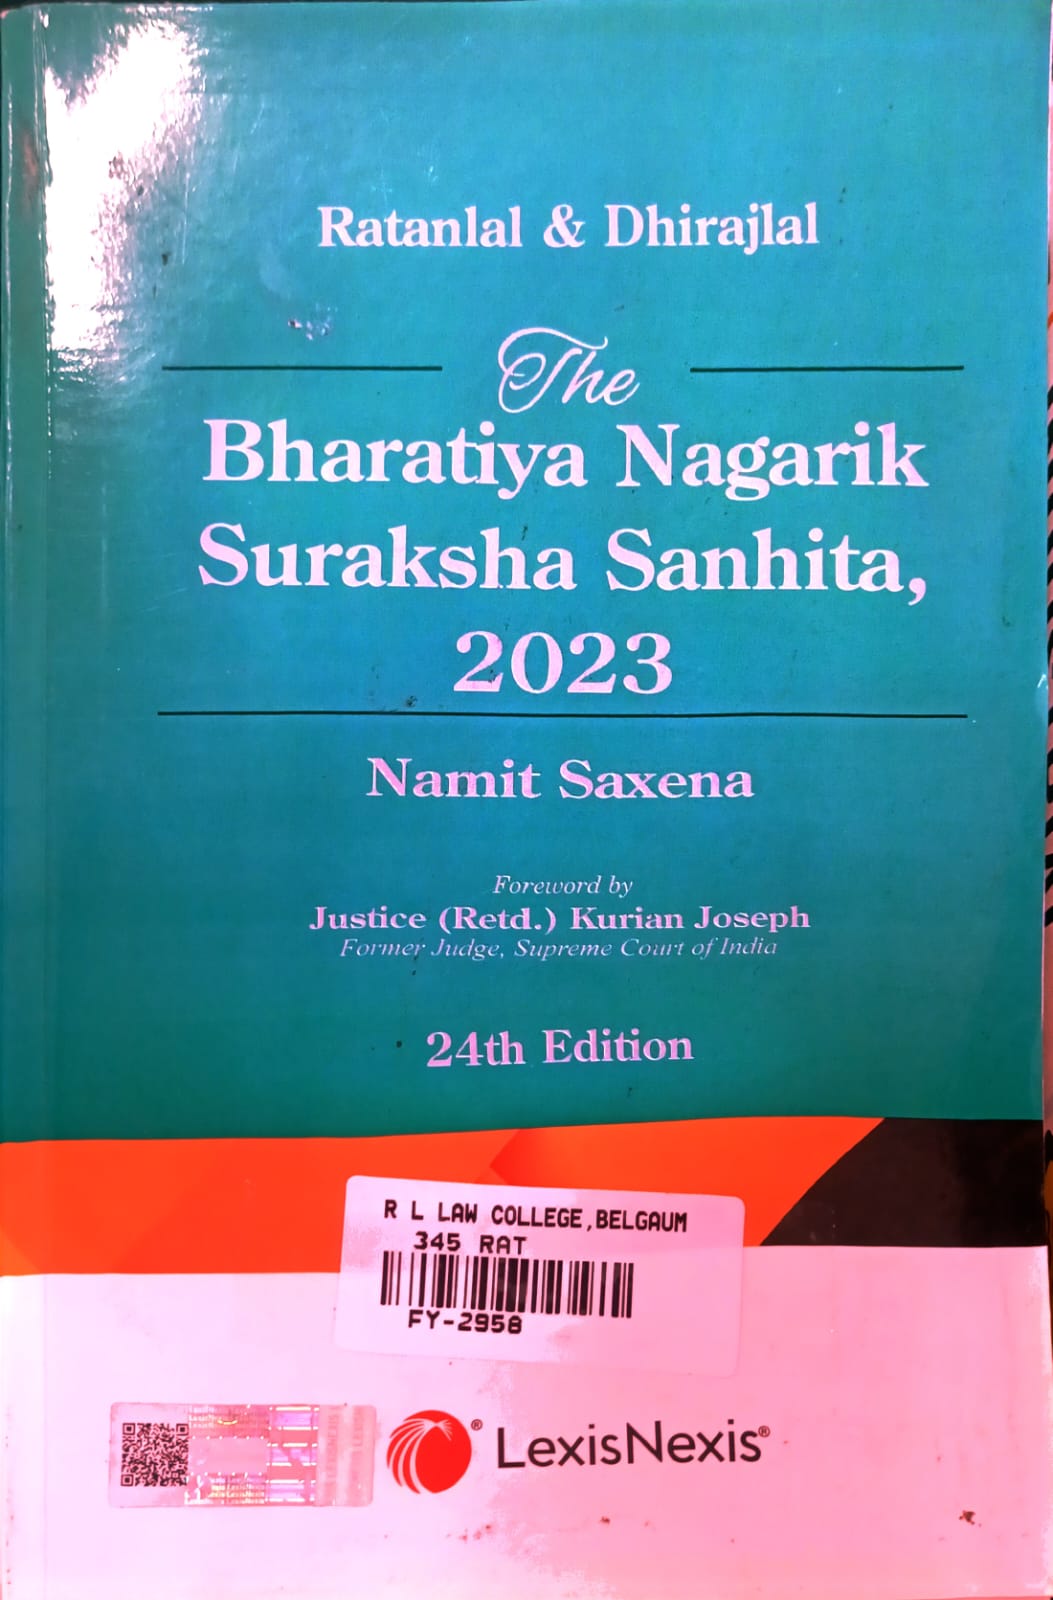 Ratanlal & Dhirajlal
The
Bharatiya Nagarik
Suraksha Sanhita,
2023
Namit Saxena
Foreword by
Justice (Retd.) Kurian Joseph
Former Judge, Supreme Court of India
24th Edition
R L LAW COLLEGE,BELGAUM
345 RAT
FY-2958
LexisNexis®